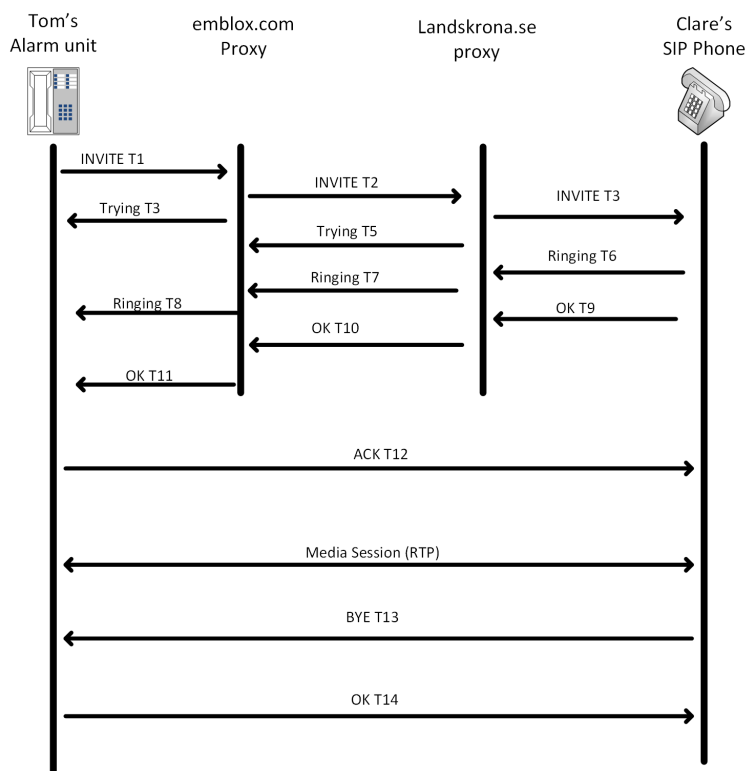 Tom's
Alarm unit
emblox.com
Proxy
Landskrona.se
proxy
Clare's
SIP Phone
INVITE T1
INVITE T2
INVITE T3
Trying T3
Trying T5
Ringing T6
Ringing T7
Ringing T8
OK T9
OK T10
OK T11
ACK T12
Media Session (RTP)
BYE T13
OK T14